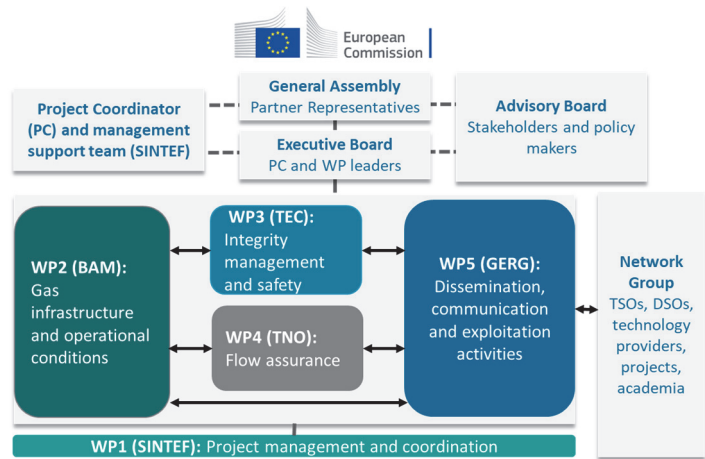 European
Commission
General Assembly
Partner Representatives
Project Coordinator
(PC) and management
support team (SINTEF)
Advisory Board
Stakeholders and policy
makers
Executive Board
PC and WP leaders
WP2 (BAM):
Gas
infrastructure
and operational
conditions
WP3 (TEC):
Integrity
management
and safety
WP4 (TNO):
Flow assurance
WP5 (GERG):
Dissemination,
communication
and exploitation
activities
Network
Group
TSOs, DSOs,
technology
providers,
projects,
academia
WP1 (SINTEF): Project management and coordination